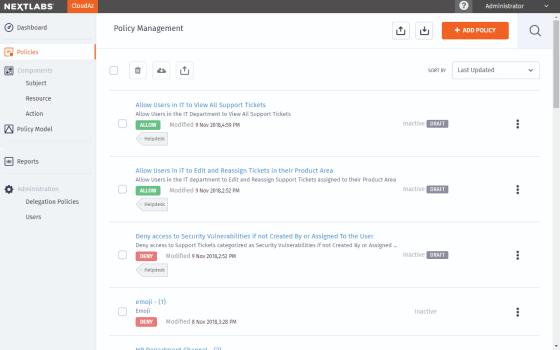 NEXTLABS
CloudAz
?
Administrator
Dashboard
Policies
Components
Subject
Resource
Action
Policy Model
Reports
Administration
Delegation Policies
Users
Policy Management
+ ADD POLICY
SORT BY
Last Updated
Allow Users in IT to View All Support Tickets
Allow Users in the IT Department to View All Support Tickets
ALLOW Modified 9 Nov 2018,4:59 PM
Helpdesk
Inactive DRAFT
Allow Users in IT to Edit and Reassign Tickets in their Product Area
Allow Users in the IT department to Edit and Reassign Support Tickets assigned to their Product Area
ALLOW Modified 9 Nov 2018,2:52 PM
Helpdesk
Inactive DRAFT
Deny access to Security Vulnerabilities if not Created By or Assigned To the User
Deny access to Support Tickets categorized as Security Vulnerabilities if not Created By or Assigned ...
DENY Modified 9 Nov 2018,2:52 PM
Helpdesk
Inactive DRAFT
emoji - (1)
Emoji
DENY Modified 8 Nov 2018,3:28 PM
Inactive
HR Department Channel - (2)